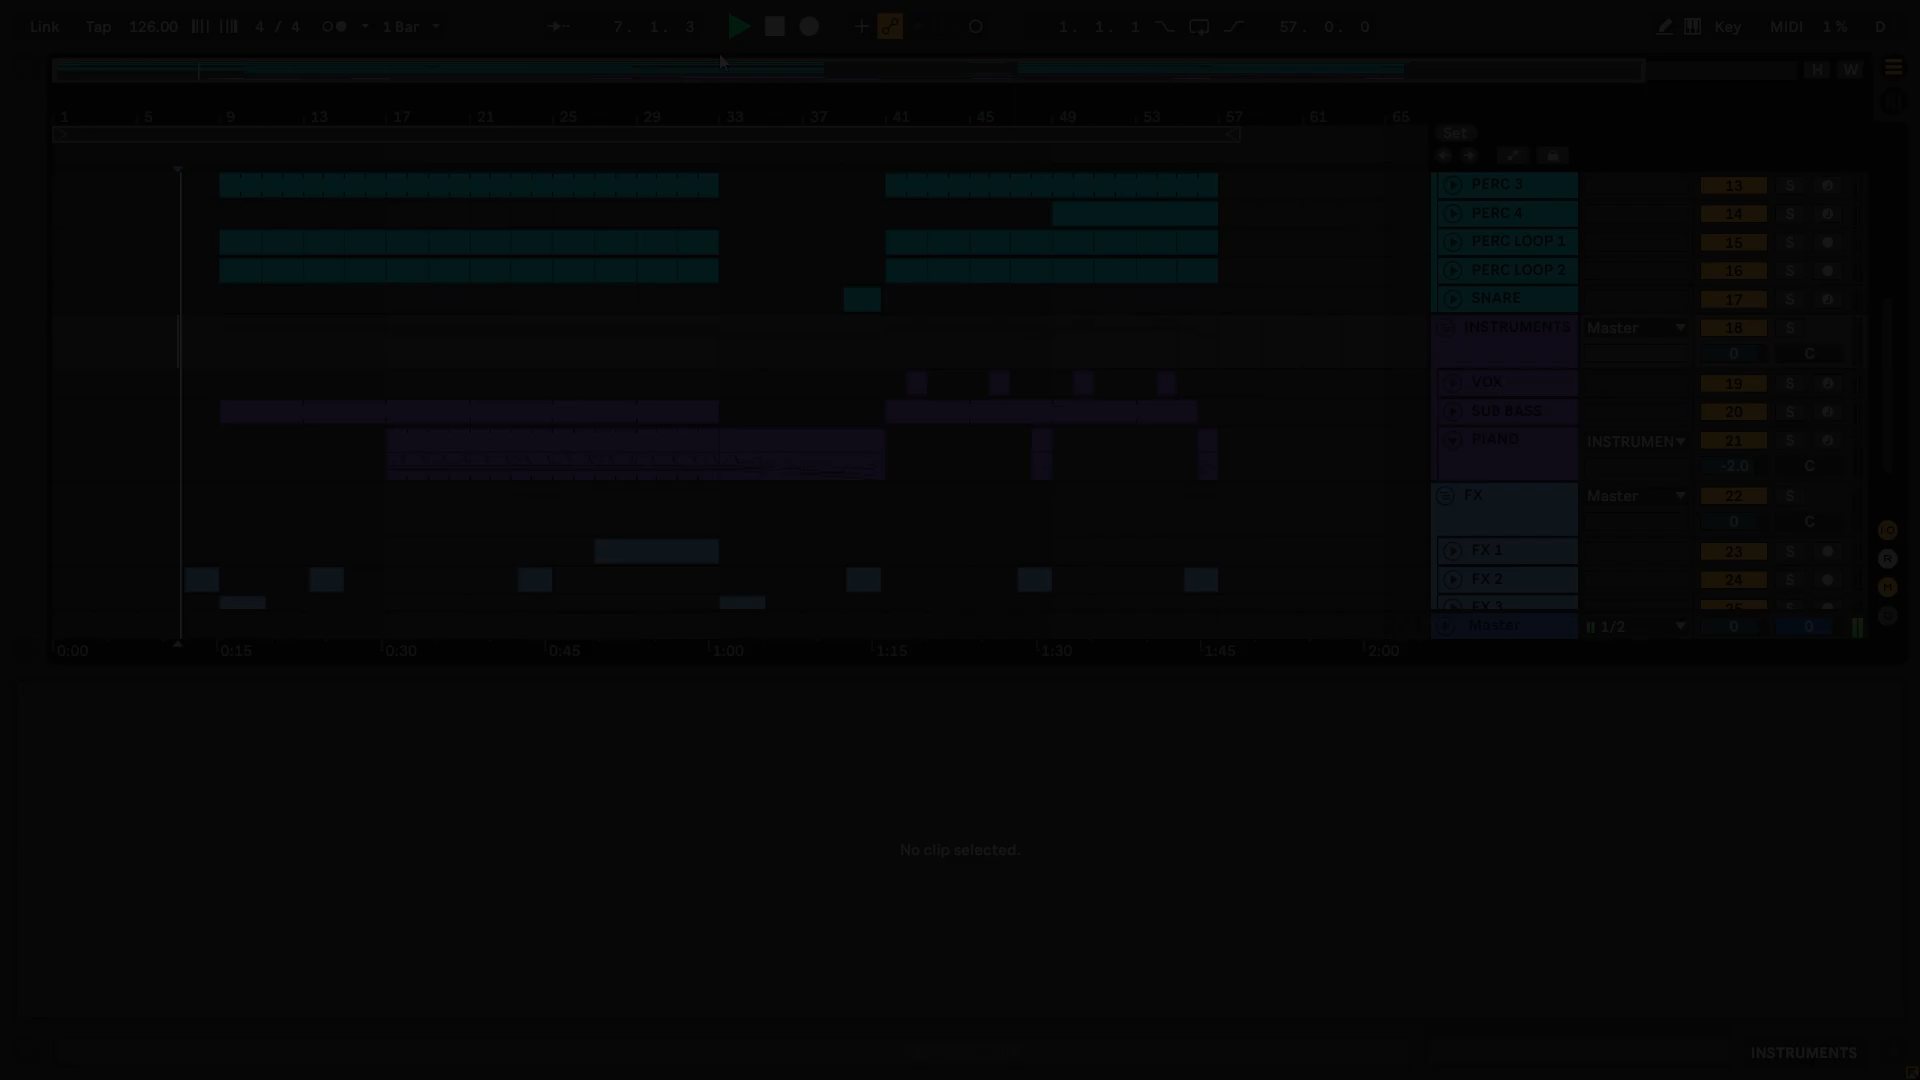 Link Tap 126.00 4 / 4 1 Bar 7. 1. 3 1. 1. 1 57. 0. 0 Key MIDI 1 % D
H W
1 5 9 13 17 21 25 29 33 37 41 45 49 53 57 61 65
Set
PERC 3 13 S
PERC 4 14 S
PERC LOOP 1 15 S
PERC LOOP 2 16 S
SNARE 17 S
INSTRUMENTS Master 18 S
0 C
VOX 19 S
SUB BASS 20 S
PIANO INSTRUMEN 21 S
-2.0 C
FX Master 22 S
0 C
FX 1 23 S
FX 2 24 S
FX 3 25
Master 1/2 0 0
R
M
0:00 0:15 0:30 0:45 1:00 1:15 1:30 1:45 2:00
No clip selected.
INSTRUMENTS